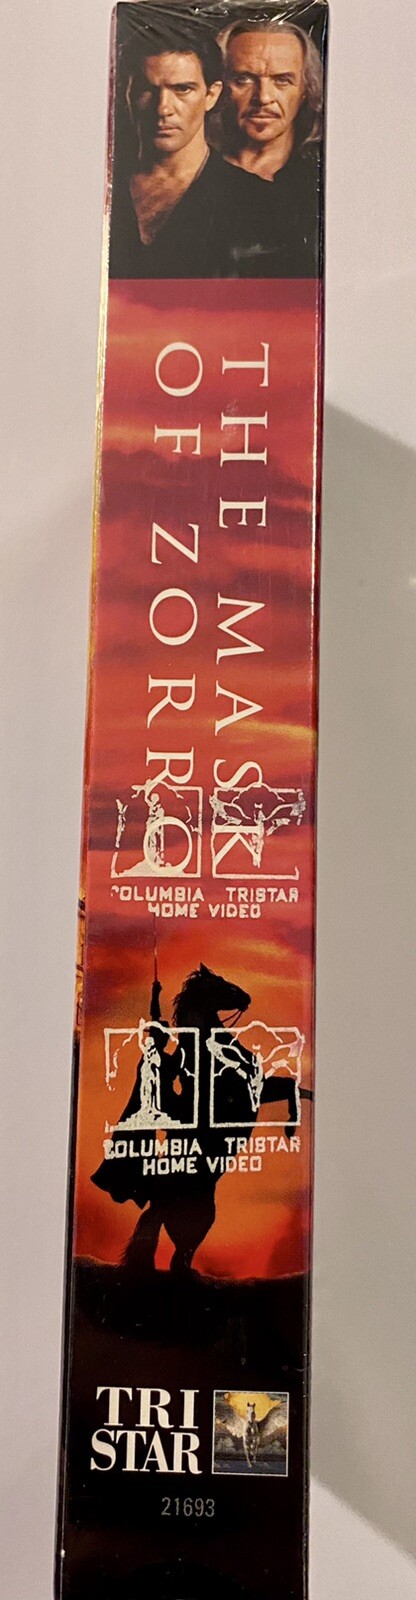 THE MASK
OF ZORRO
COLUMBIA TRISTAR
HOME VIDEO
COLUMBIA TRISTAR
HOME VIDEO
TRI
STAR
21693